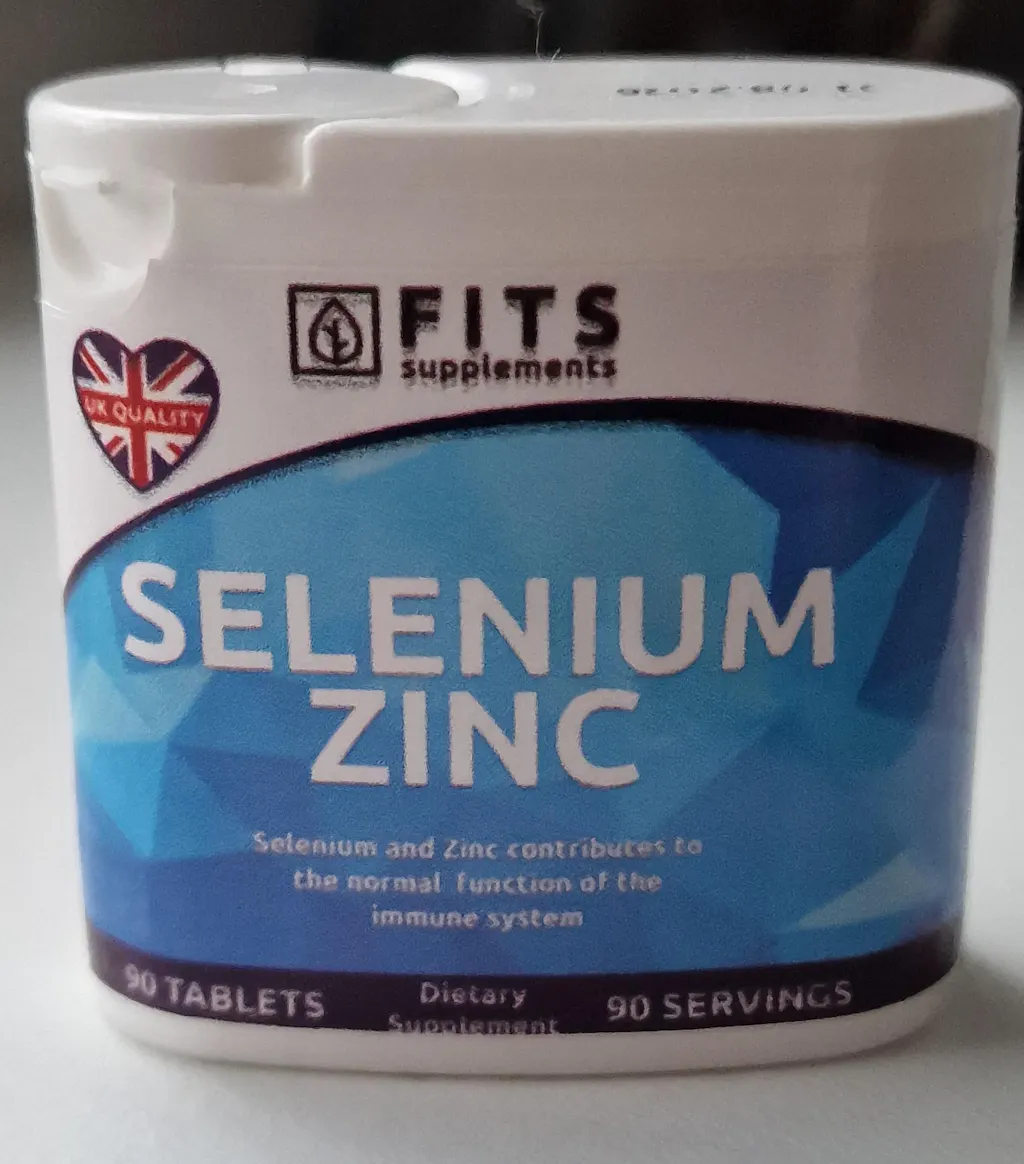 FITS
supplements
UK QUALITY
SELENIUM
ZINC
Selenium and Zinc contributes to
the normal function of the
immune system
90 TABLETS
Dietary
Supplement
90 SERVINGS